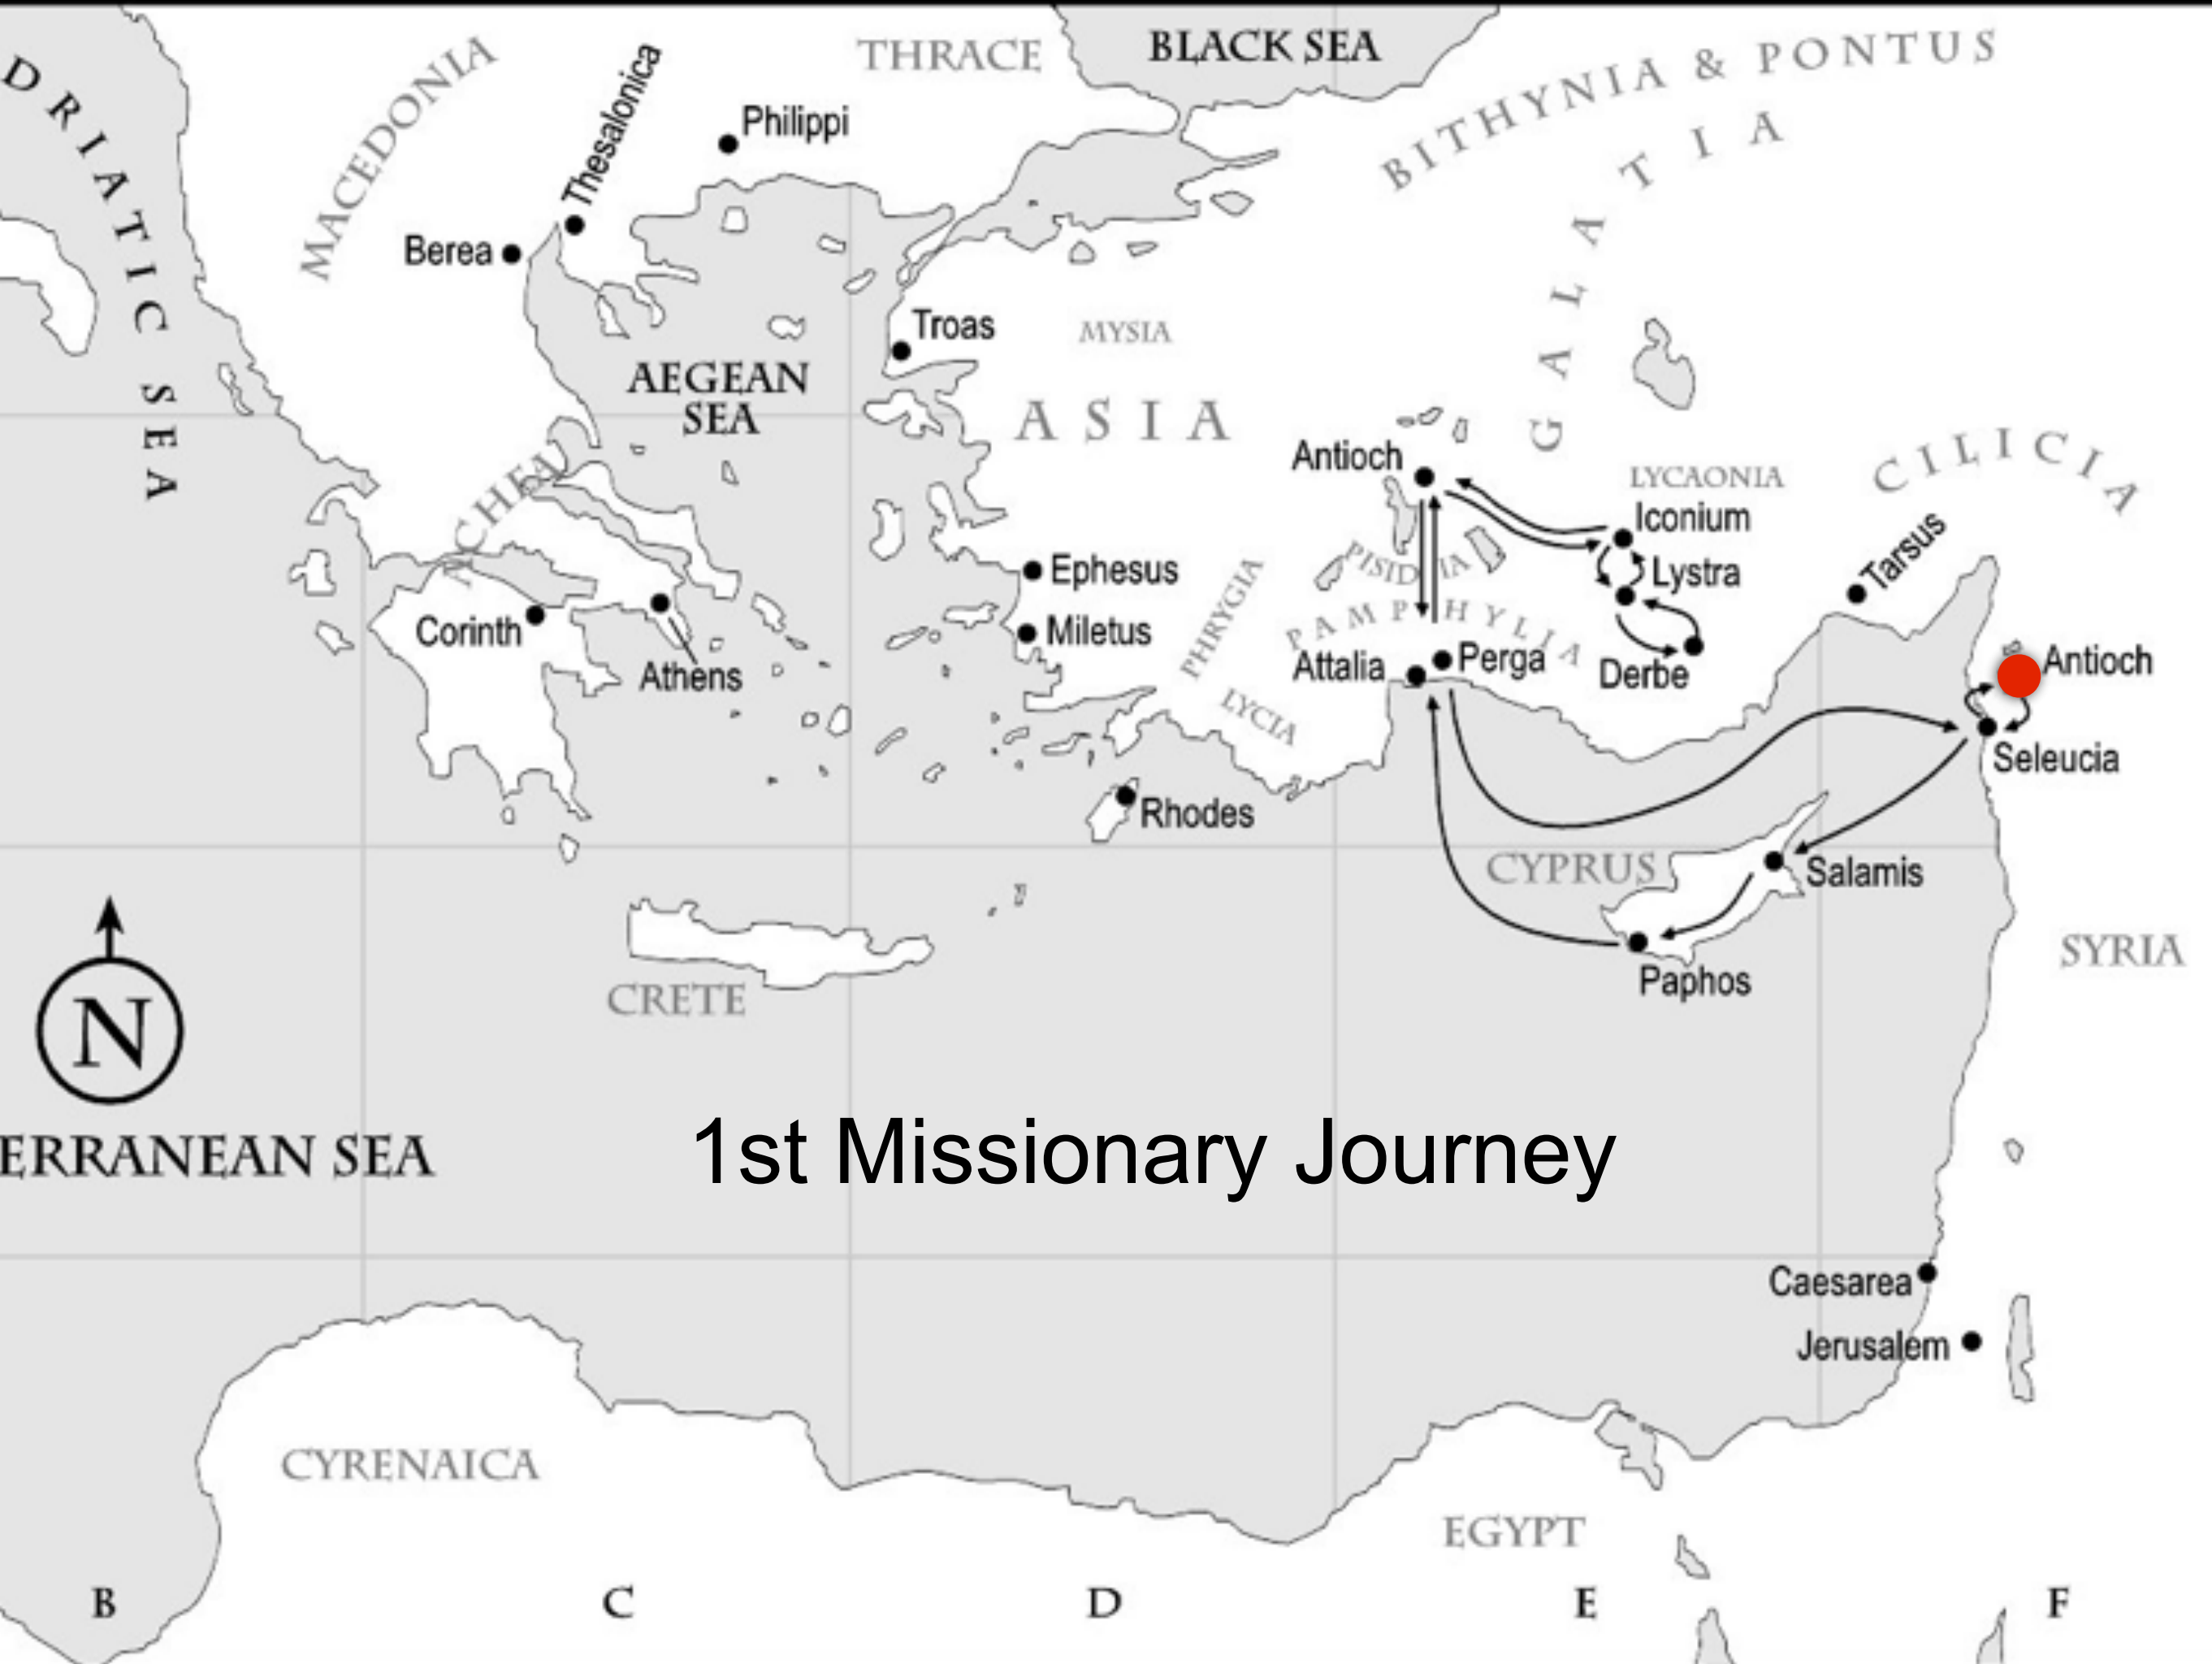 BLACK SEA
THRACE
BITHYNIA & PONTUS
MACEDONIA
Thesalonica
Philippi
DRIATIC SEA
GALATIA
Berea
Troas
MYSIA
AEGEAN
SEA
ASIA
Antioch
LYCAONIA
CILICIA
ACHEA
Iconium
Tarsus
PISIDIA
Lystra
Ephesus
PHRYGIA
PAMPHYLIA
Corinth
Miletus
Athens
Attalia
Perga
Derbe
Antioch
LYCIA
Seleucia
Rhodes
CYPRUS
Salamis
SYRIA
Paphos
CRETE
N
ERRANEAN SEA
1st Missionary Journey
Caesarea
Jerusalem
CYRENAICA
EGYPT
B C D E F